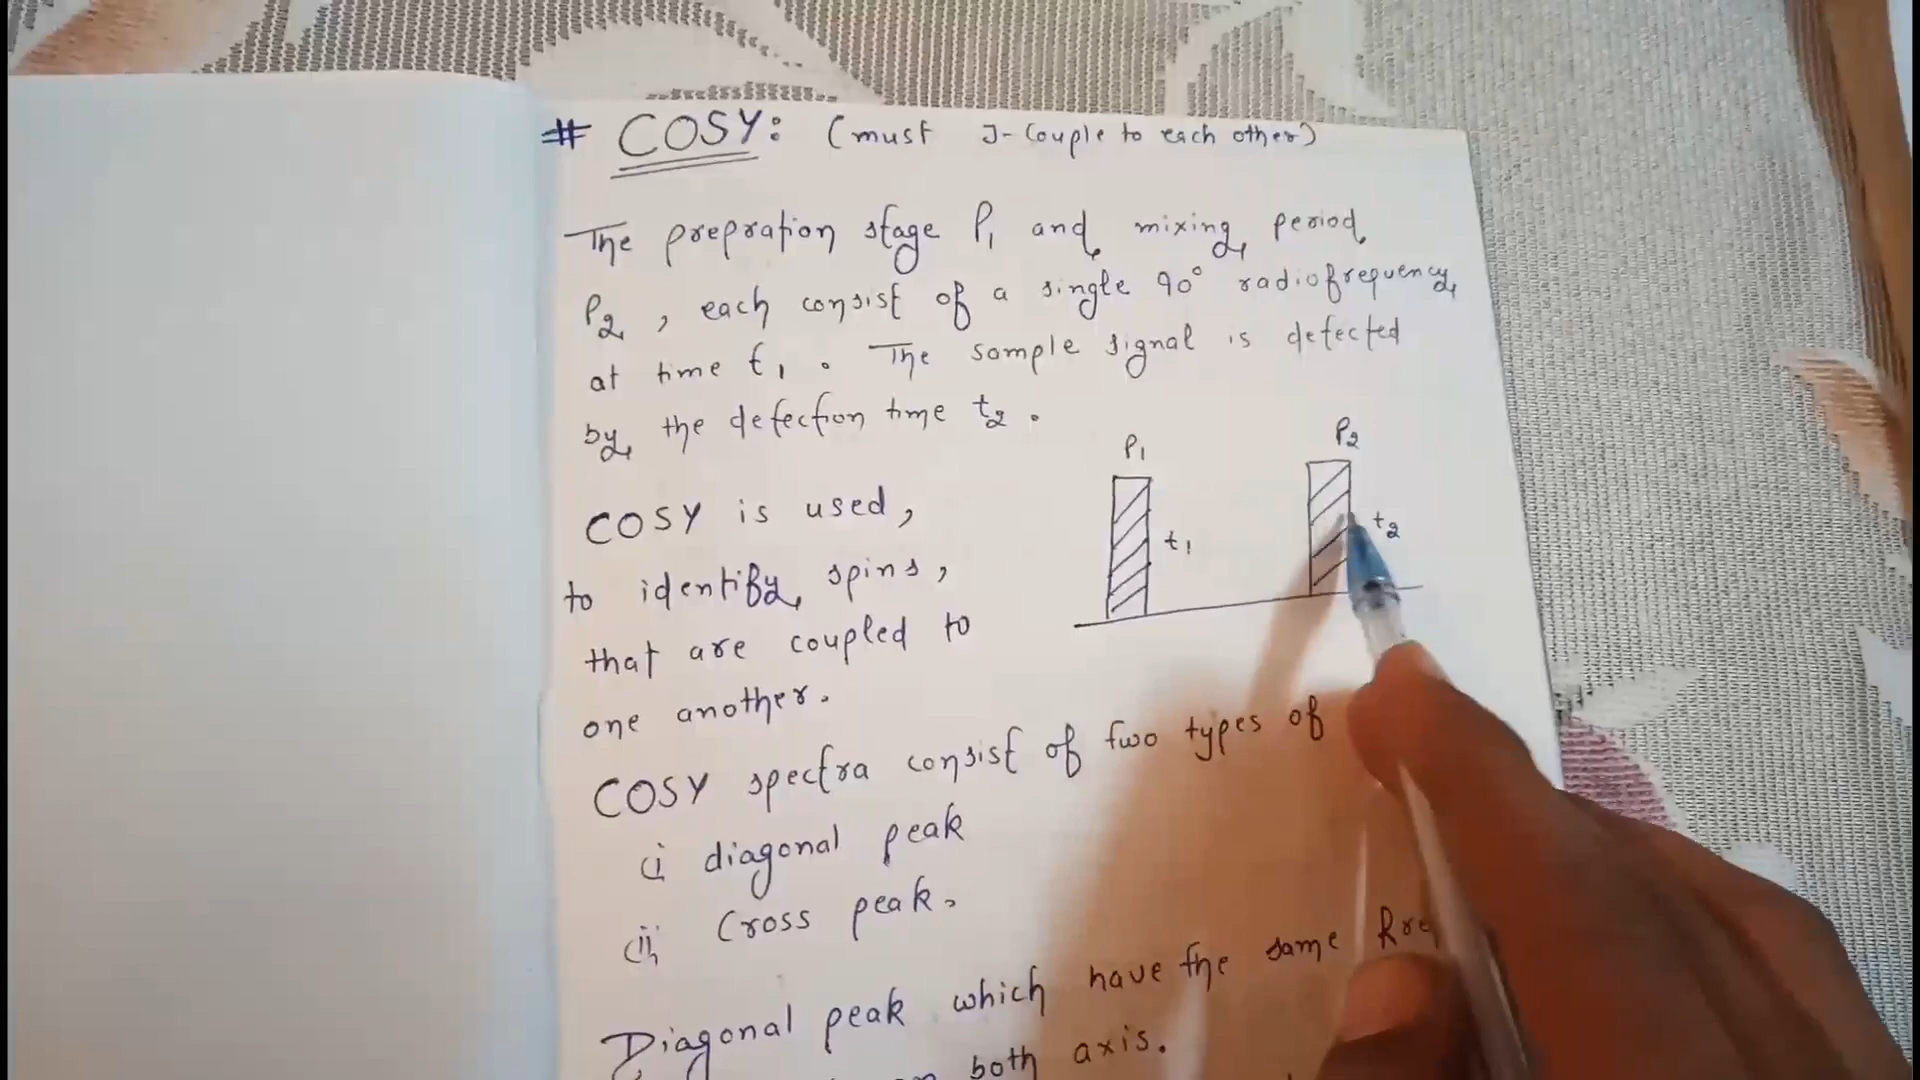 # COSY: (must J-Couple to each other)
The prepration stage P1 and mixing period
P2, each consist of a single 90° radiofrequency
at time t1. The sample signal is detected
by the detection time t2.
P1
P2
t1
t2
COSY is used,
to identify spins,
that are coupled to
one another.
COSY spectra consist of two types of
(i) diagonal peak
(ii) Cross peak.
Diagonal peak which have the same
both axis.